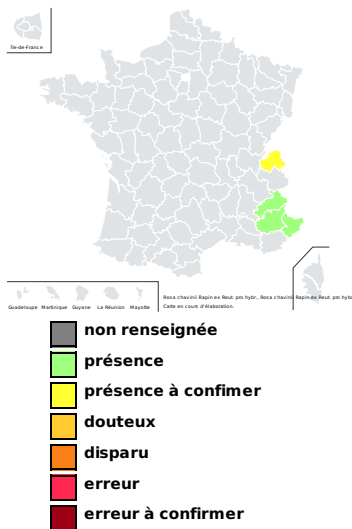 Île-de-France
Guadeloupe Martinique Guyane La Réunion Mayotte
Rosa chavinii Rapin ex Reut. pro hybr., Rosa chavinii Rapin ex Reut. pro hybr
Carte en cours d'élaboration.
non renseignée
présence
présence à confimer
douteux
disparu
erreur
erreur à confirmer